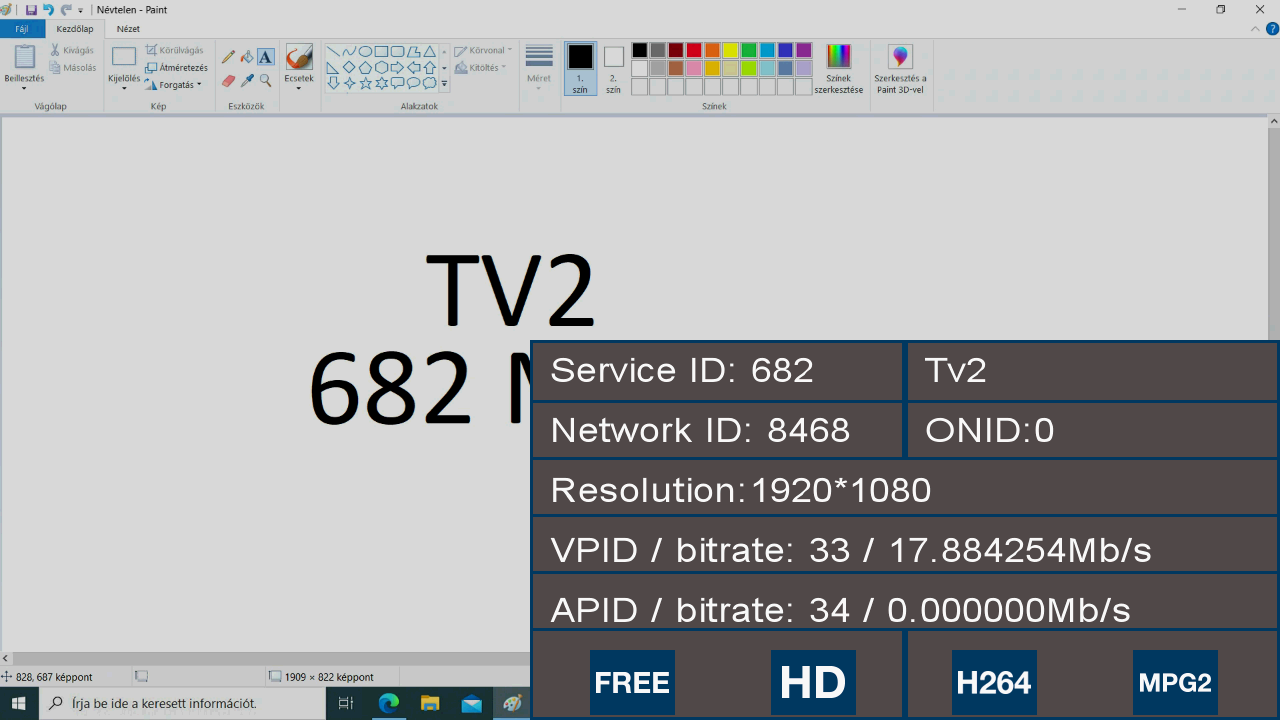 Névtelen - Paint
Fájl Kezdőlap Nézet
Beillesztés
Kivágás
Másolás
Vágólap
Kijelölés
Körülvágás
Átméretezés
Forgatás
Kép
Eszközök
Ecsetek
Alakzatok
Körvonal
Kitöltés
Méret
1. szín
2. szín
Színek
Színek szerkesztése
Szerkesztés a Paint 3D-vel
TV2
682
Service ID: 682 Tv2
Network ID: 8468 ONID:0
Resolution:1920*1080
VPID / bitrate: 33 / 17.884254Mb/s
APID / bitrate: 34 / 0.000000Mb/s
FREE HD H264 MPG2
828, 687 képpont 1909 × 822 képpont
Írja be ide a keresett információt.